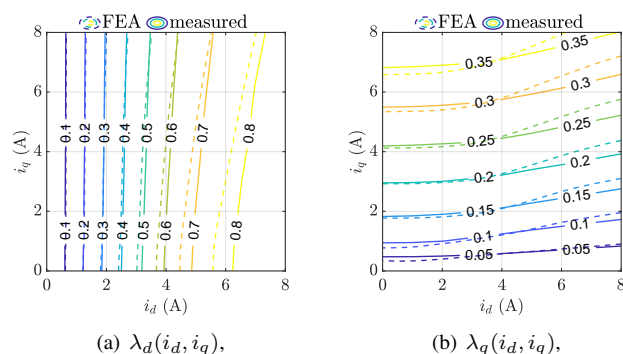 FEA measured
8
6
4
2
0
i_q (A)
0.1 0.2 0.3 0.4 0.5 0.6 0.7 0.8
0.1 0.2 0.3 0.4 0.5 0.6 0.7 0.8
0 2 4 6 8
i_d (A)
(a) λ_d(i_d, i_q),
FEA measured
8
6
4
2
0
i_q (A)
0.35 0.35
0.3 0.3
0.25 0.25
0.2 0.2
0.15 0.15
0.1 0.1
0.05 0.05
0 2 4 6 8
i_d (A)
(b) λ_q(i_d, i_q),